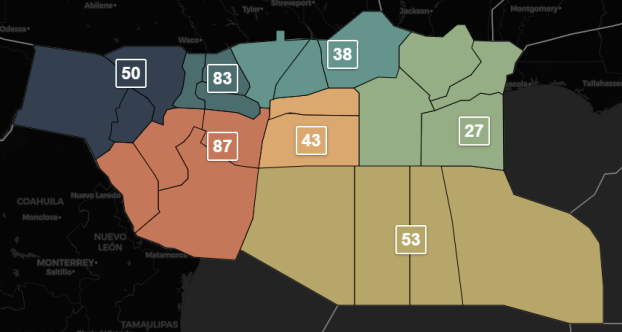 Abilene•
Tyler•
Shreveport•
Odessa•
Jackson•
Montgomery•
Waco•
38
50
83
Tallahassee
27
87
43
COAHUILA
Nuevo Laredo
Monclova•
53
NUEVO
LEÓN
Matamoros
MONTERREY•
Saltillo•
TAMAULIPAS